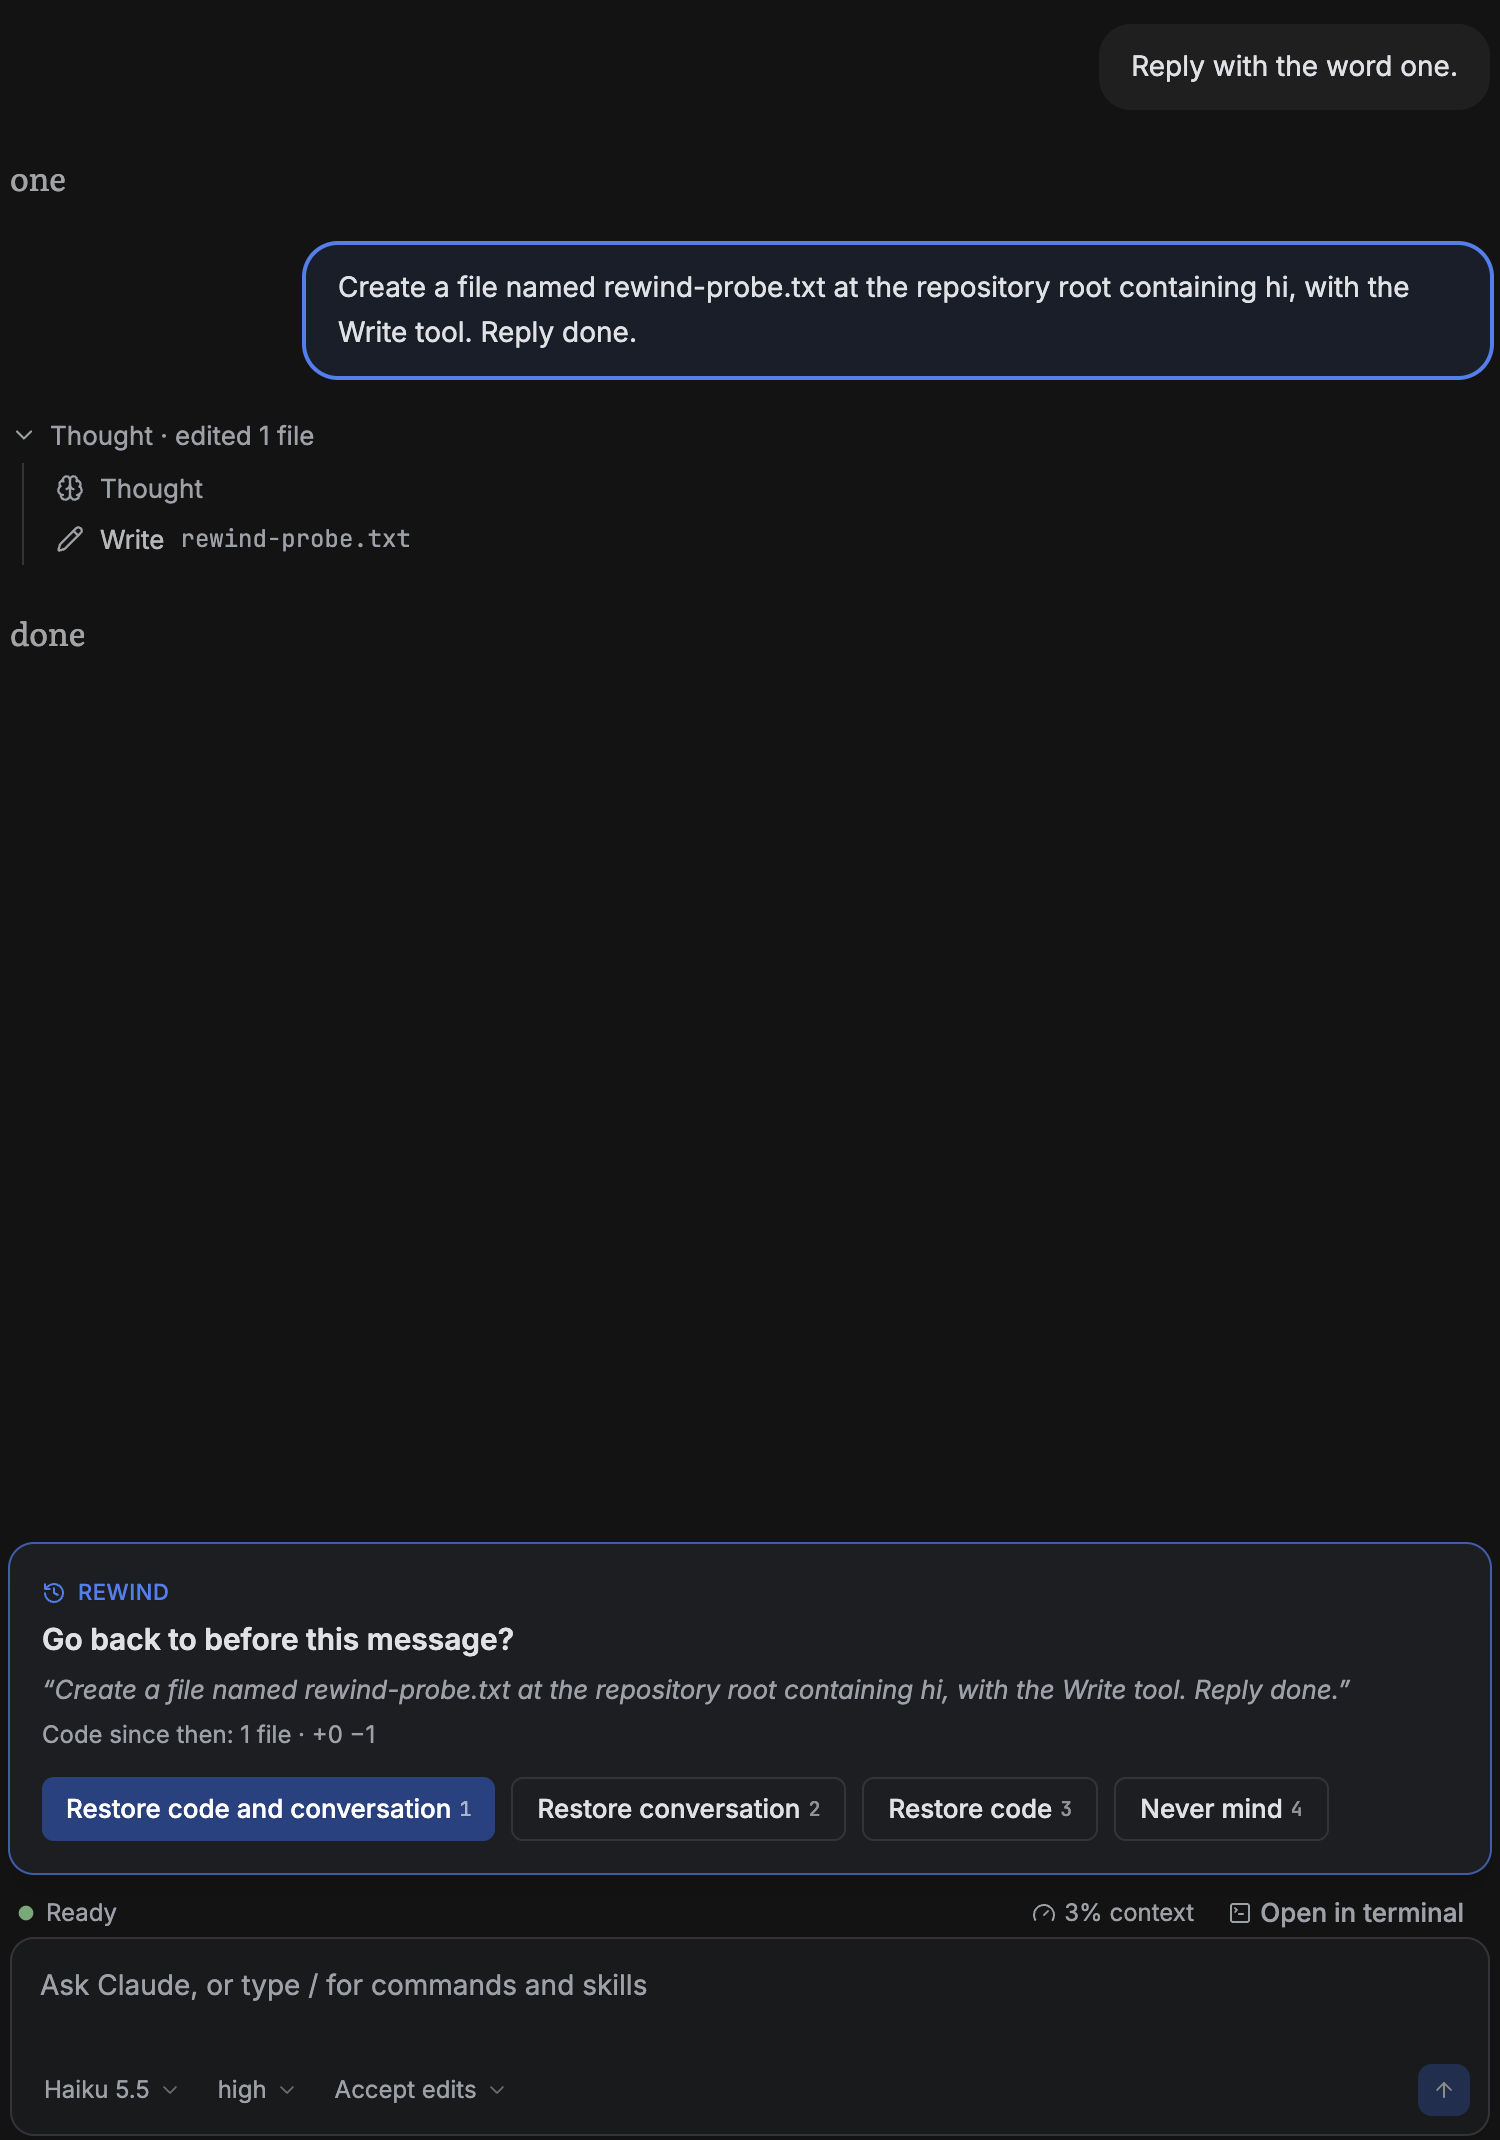 Reply with the word one.
one
Create a file named rewind-probe.txt at the repository root containing hi, with the
Write tool. Reply done.
Thought · edited 1 file
Thought
Write rewind-probe.txt
done
REWIND
Go back to before this message?
“Create a file named rewind-probe.txt at the repository root containing hi, with the Write tool. Reply done.”
Code since then: 1 file · +0 −1
Restore code and conversation 1 Restore conversation 2 Restore code 3 Never mind 4
Ready 3% context Open in terminal
Ask Claude, or type / for commands and skills
Haiku 5.5 high Accept edits